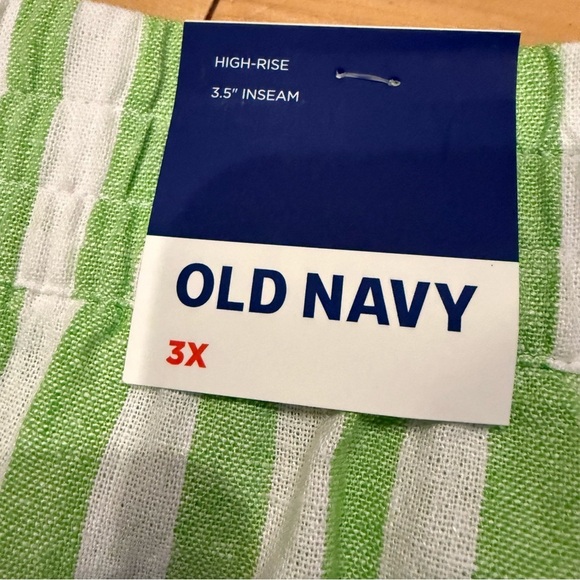 HIGH-RISE
3.5" INSEAM
OLD NAVY
3X